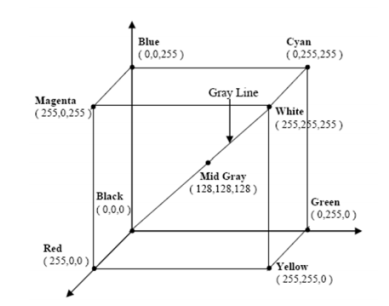 Blue
( 0,0,255 )
Cyan
( 0,255,255 )
Magenta
( 255,0,255 )
Gray Line
White
( 255,255,255 )
Mid Gray
( 128,128,128 )
Black
( 0,0,0 )
Green
( 0,255,0 )
Red
( 255,0,0 )
Yellow
( 255,255,0 )